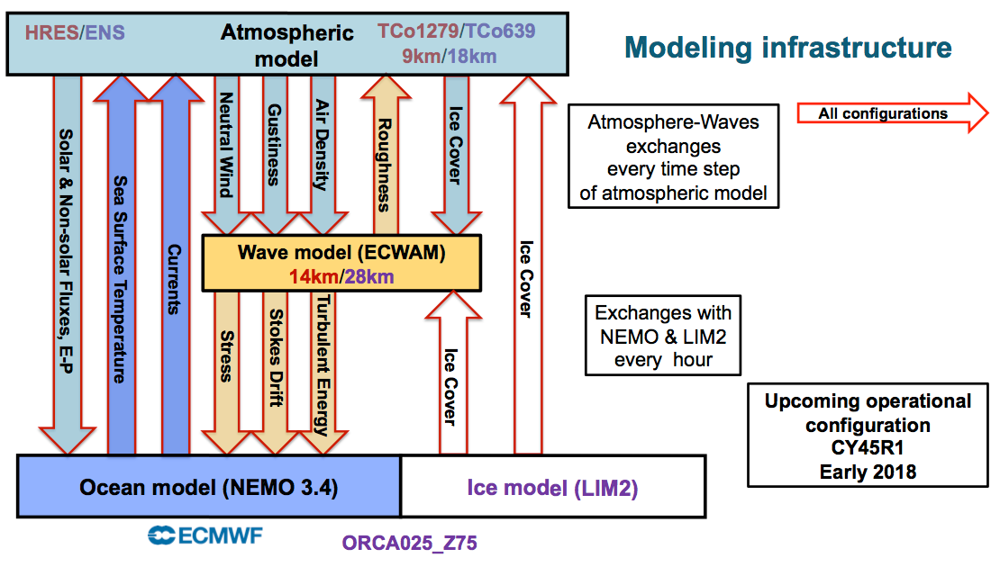 HRES/ENS
Atmospheric
model
TCo1279/TCo639
9km/18km
Modeling infrastructure
All configurations
Atmosphere-Waves
exchanges
every time step
of atmospheric model
Solar & Non-solar Fluxes, E-P
Sea Surface Temperature
Currents
Neutral Wind
Gustiness
Air Density
Roughness
Ice Cover
Ice Cover
Wave model (ECWAM)
14km/28km
Stress
Stokes Drift
Turbulent Energy
Ice Cover
Exchanges with
NEMO & LIM2
every hour
Upcoming operational
configuration
CY45R1
Early 2018
Ocean model (NEMO 3.4)
Ice model (LIM2)
ECMWF
ORCA025_Z75